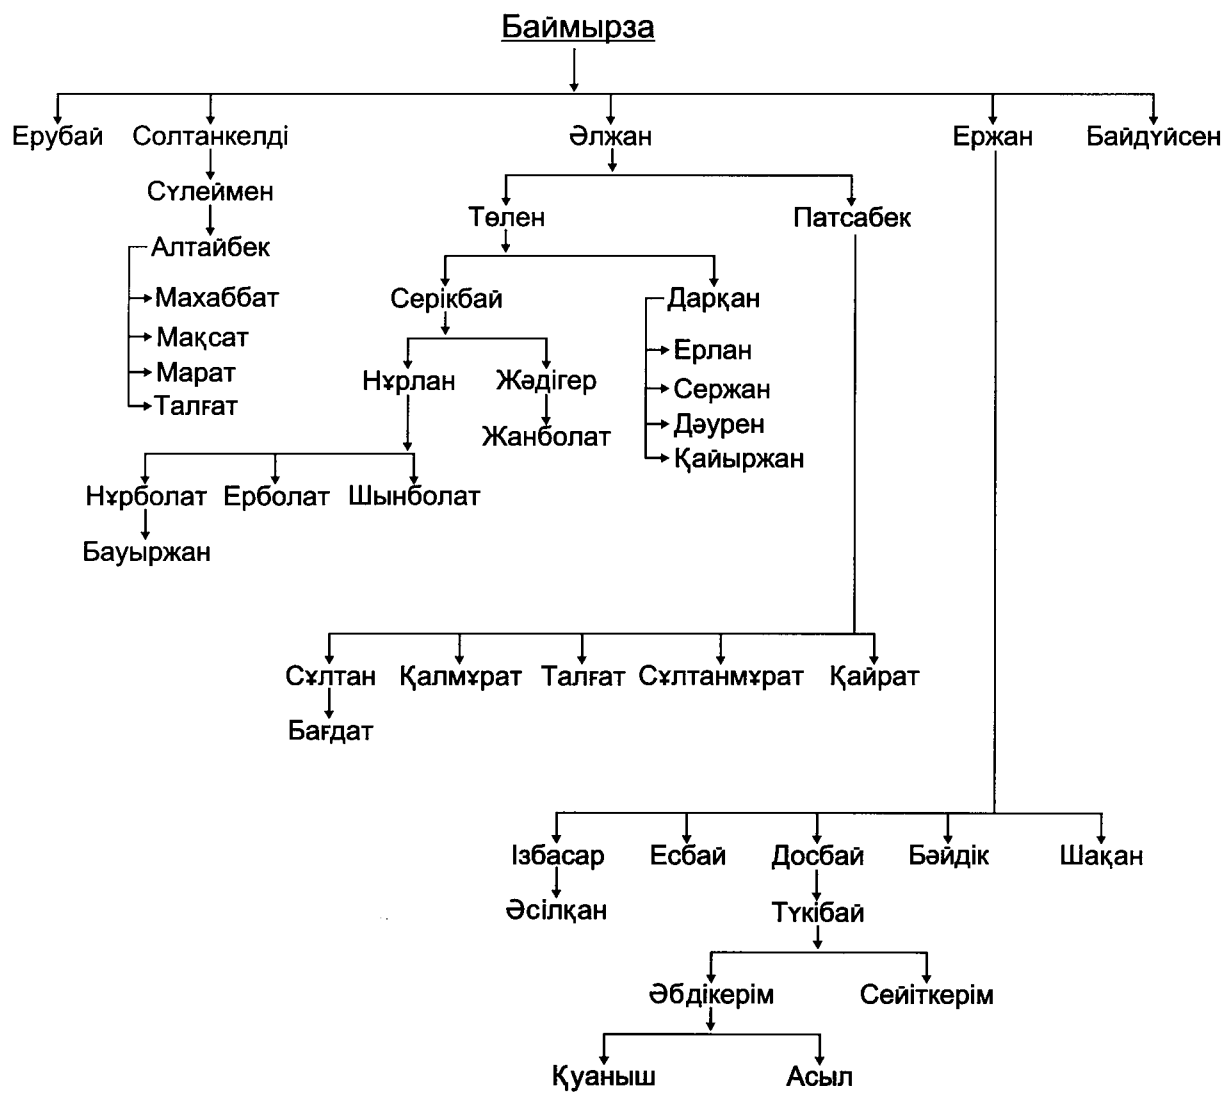 Баймырза
Ерубай Солтанкелді Әлжан Ержан Байдүйсен
Сүлеймен
Төлен Патсабек
Алтайбек
Махаббат Серікбай Дарқан
Мақсат Ерлан
Марат Нұрлан Жәдігер Сержан
Талғат Дәурен
Жанболат Қайыржан
Нұрболат Ерболат Шынболат
Бауыржан
Сұлтан Қалмұрат Талғат Сұлтанмұрат Қайрат
Бағдат
Ізбасар Есбай Досбай Бәйдік Шақан
Әсілқан Түкібай
Әбдікерім Сейіткерім
Қуаныш Асыл